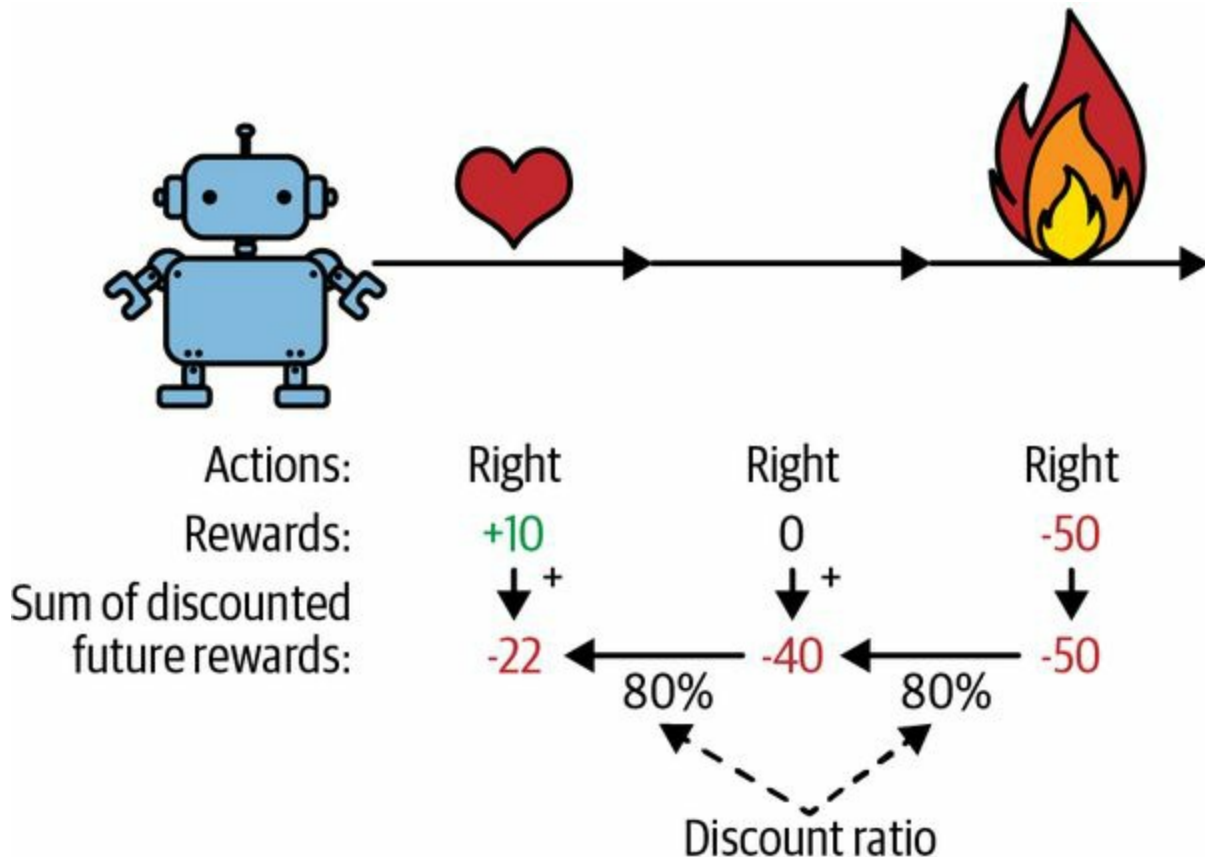 Actions: Right Right Right
Rewards: +10 0 -50
+ +
Sum of discounted
future rewards: -22 -40 -50
80% 80%
Discount ratio